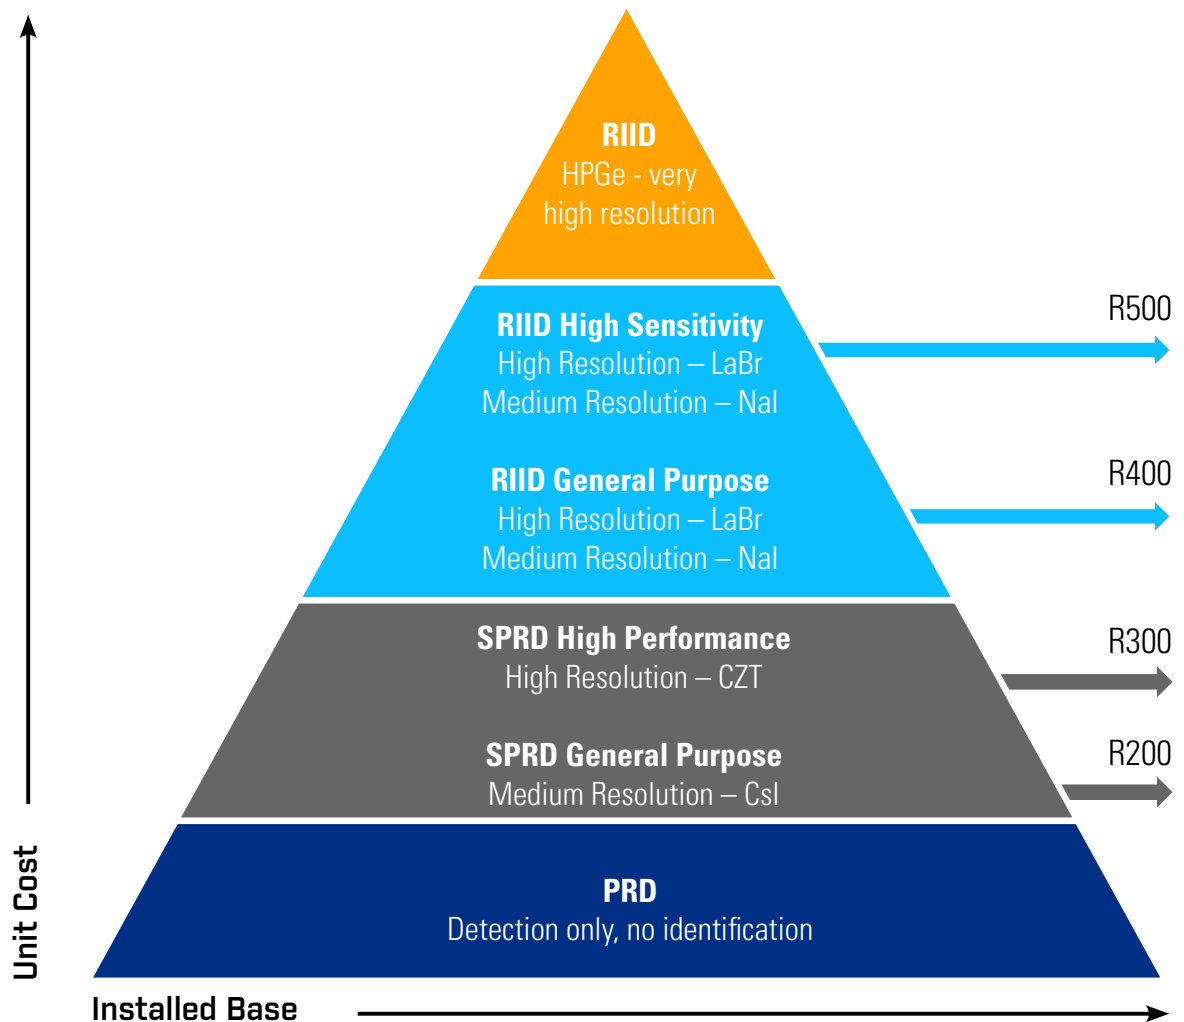 RIID
HPGe - very
high resolution
RIID High Sensitivity
High Resolution – LaBr
Medium Resolution – NaI
R500
RIID General Purpose
High Resolution – LaBr
Medium Resolution – NaI
R400
SPRD High Performance
High Resolution – CZT
R300
SPRD General Purpose
Medium Resolution – CsI
R200
PRD
Detection only, no identification
Unit Cost
Installed Base